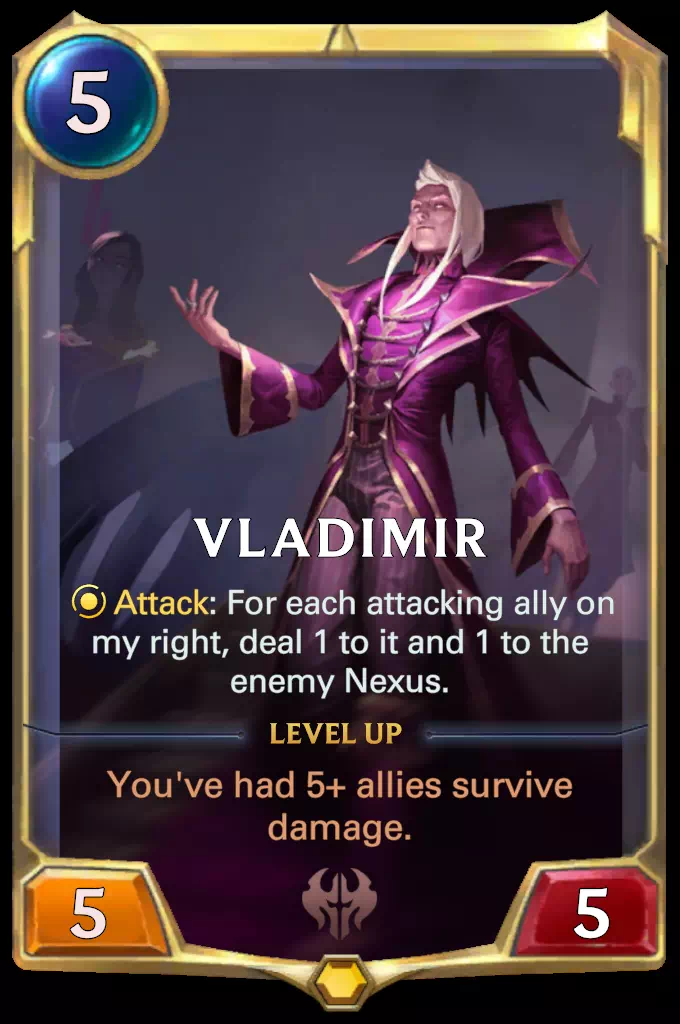 5
VLADIMIR
Attack: For each attacking ally on
my right, deal 1 to it and 1 to the
enemy Nexus.
LEVEL UP
You've had 5+ allies survive
damage.
5
5